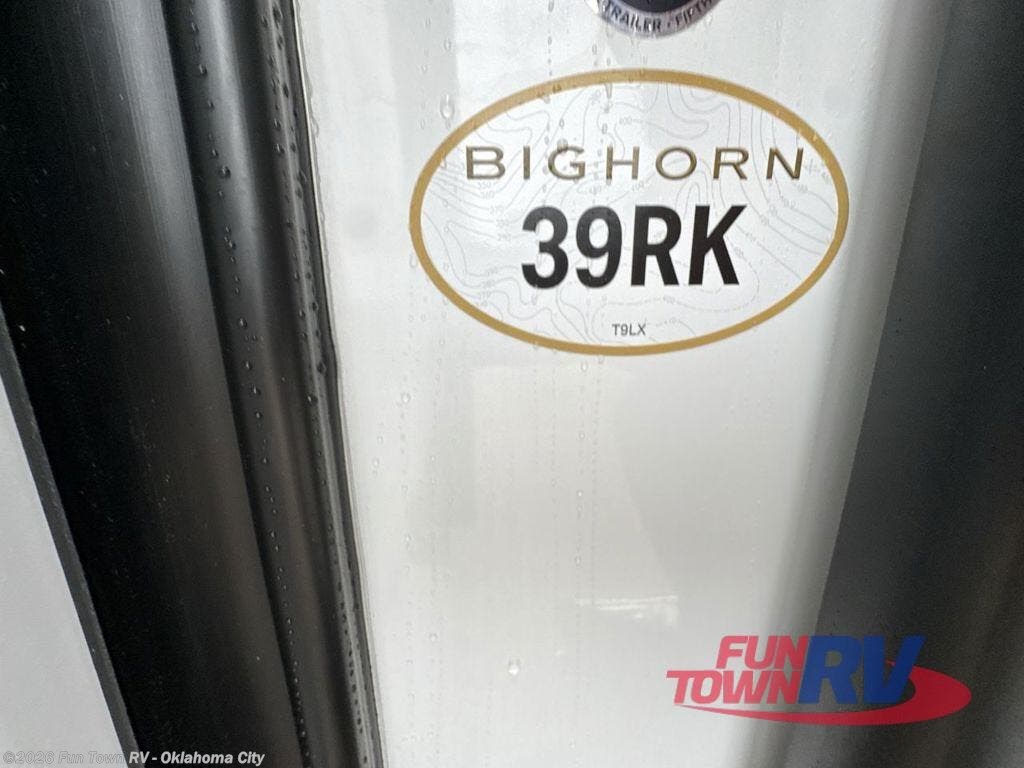 TRAILER • FIFTH
BIGHORN
39RK
T9LX
FUN
TOWN RV
©2026 Fun Town RV - Oklahoma City